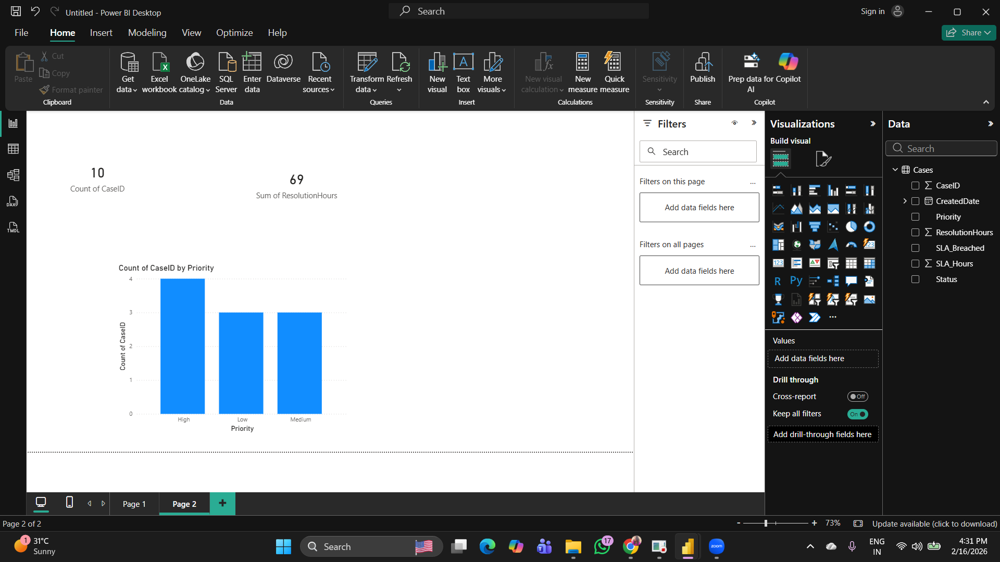 Untitled - Power BI Desktop
Search
Sign in
File
Home
Insert
Modeling
View
Optimize
Help
Share
Paste
Cut
Copy
Format painter
Clipboard
Get data
Excel workbook
OneLake catalog
SQL Server
Enter data
Dataverse
Recent sources
Data
Transform data
Refresh
Queries
New visual
A
Text box
More visuals
Insert
New visual calculation
New measure
Quick measure
Calculations
Sensitivity
Sensitivity
Publish
Share
Prep data for AI
Copilot
Copilot
DAX
TMDL
10
Count of CaseID
69
Sum of ResolutionHours
Count of CaseID by Priority
Count of CaseID
4
3
2
1
0
High
Low
Medium
Priority
Filters
Search
Filters on this page
...
Add data fields here
Filters on all pages
...
Add data fields here
Visualizations
Build visual
123
123
R
Py
...
Values
Add data fields here
Drill through
Cross-report
Off
Keep all filters
On
Add drill-through fields here
Data
Search
Cases
CaseID
CreatedDate
Priority
ResolutionHours
SLA_Breached
SLA_Hours
Status
Page 1
Page 2
+
Page 2 of 2
-
+
73%
Update available (click to download)
1
31°C
Sunny
Search
17
zoom
ENG
IN
4:31 PM
2/16/2026